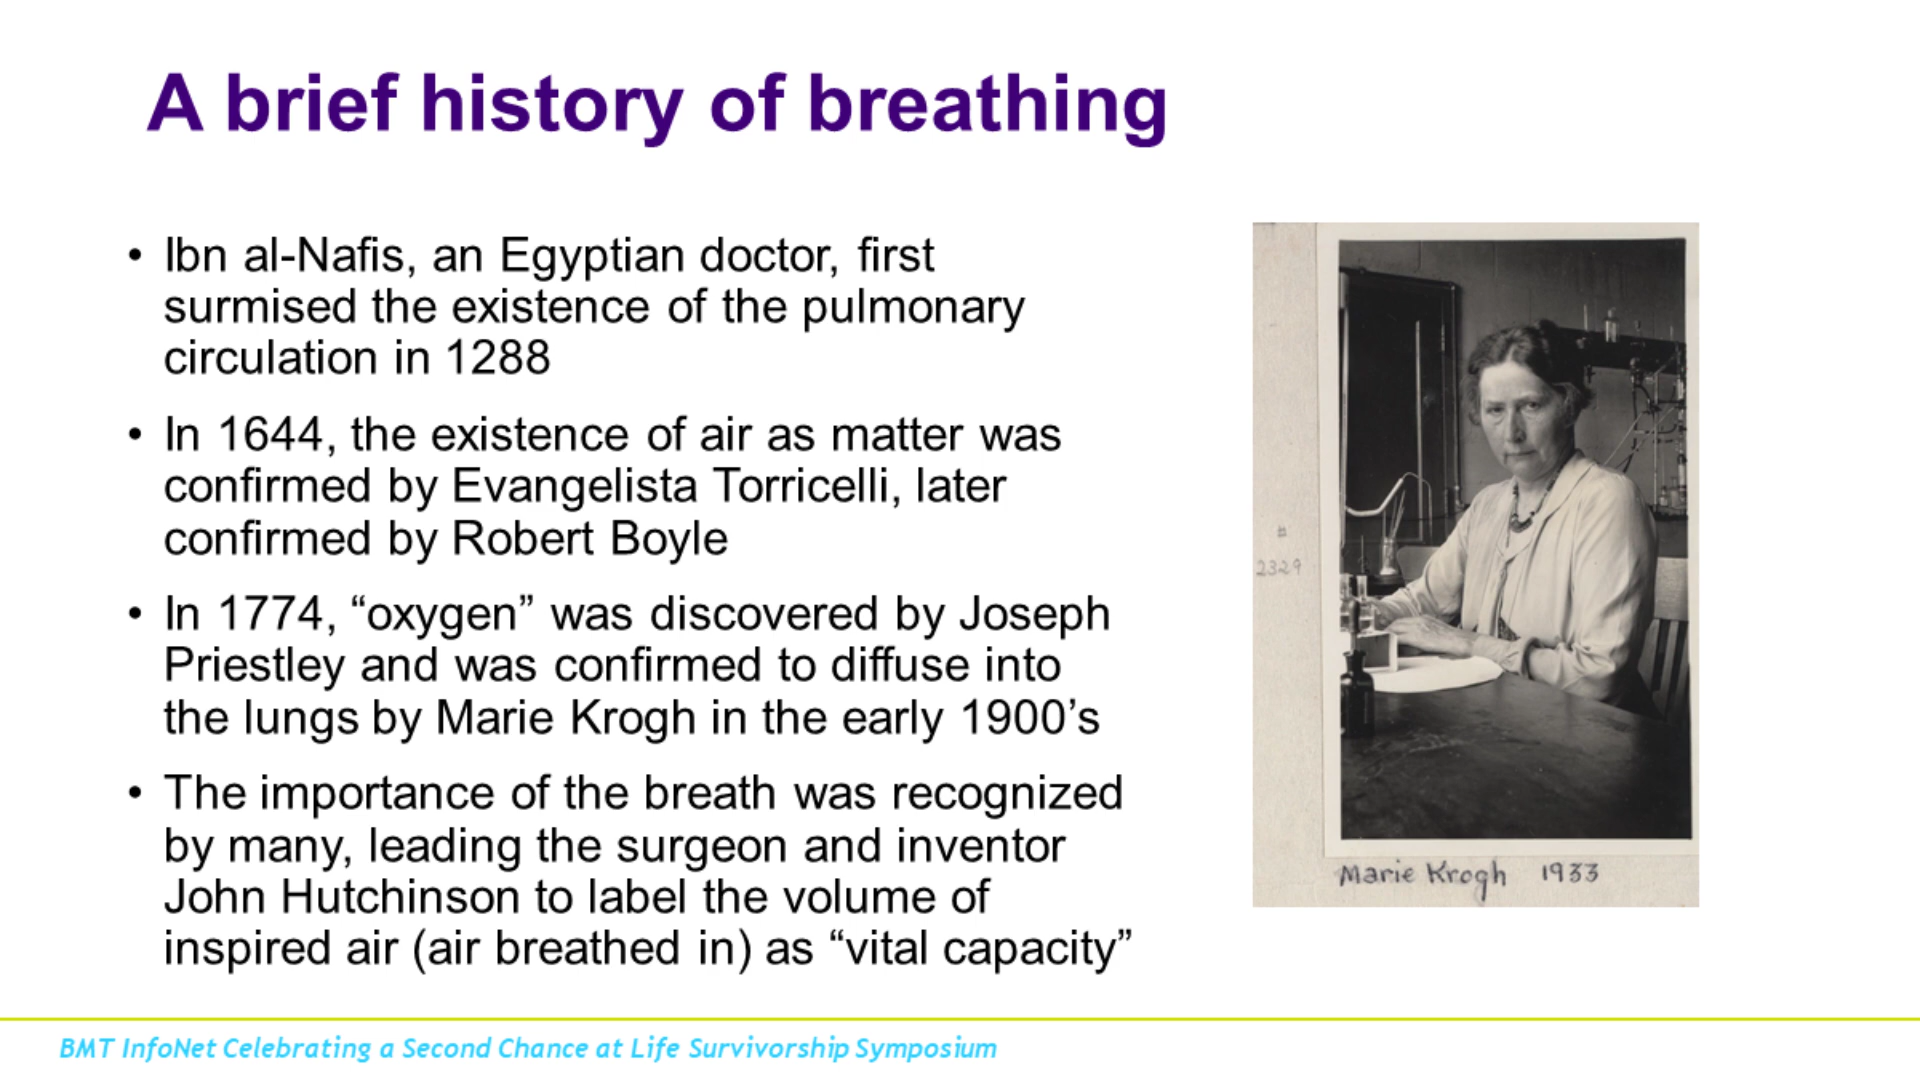 A brief history of breathing
• Ibn al-Nafis, an Egyptian doctor, first
surmised the existence of the pulmonary
circulation in 1288
• In 1644, the existence of air as matter was
confirmed by Evangelista Torricelli, later
confirmed by Robert Boyle
• In 1774, “oxygen” was discovered by Joseph
Priestley and was confirmed to diffuse into
the lungs by Marie Krogh in the early 1900’s
• The importance of the breath was recognized
by many, leading the surgeon and inventor
John Hutchinson to label the volume of
inspired air (air breathed in) as “vital capacity”
#
2329
Marie Krogh 1933
BMT InfoNet Celebrating a Second Chance at Life Survivorship Symposium